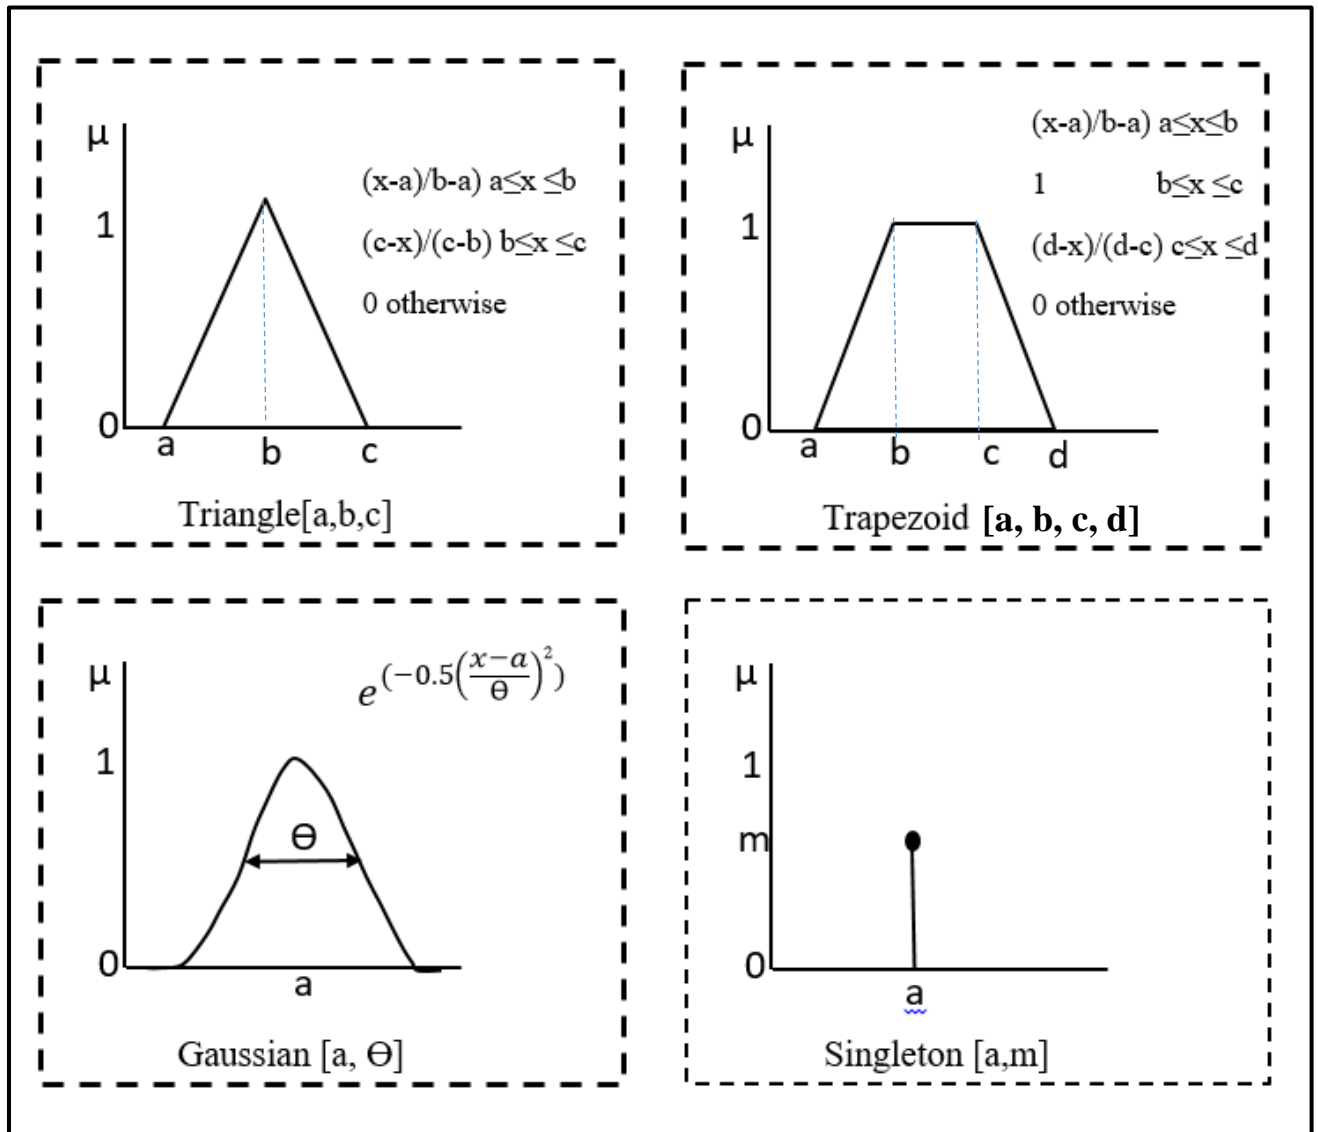 μ
(x-a)/b-a) a≤x ≤b
1
(c-x)/(c-b) b≤x ≤c
0 otherwise
0
a
b
c
Triangle[a,b,c]
μ
(x-a)/b-a) a≤x≤b
1 b≤x ≤c
1
(d-x)/(d-c) c≤x ≤d
0 otherwise
0
a
b
c
d
Trapezoid [a, b, c, d]
μ
e^(-0.5((x-a)/Ө)^2)
1
Ө
0
a
Gaussian [a, Ө]
μ
1
m
0
a
Singleton [a,m]